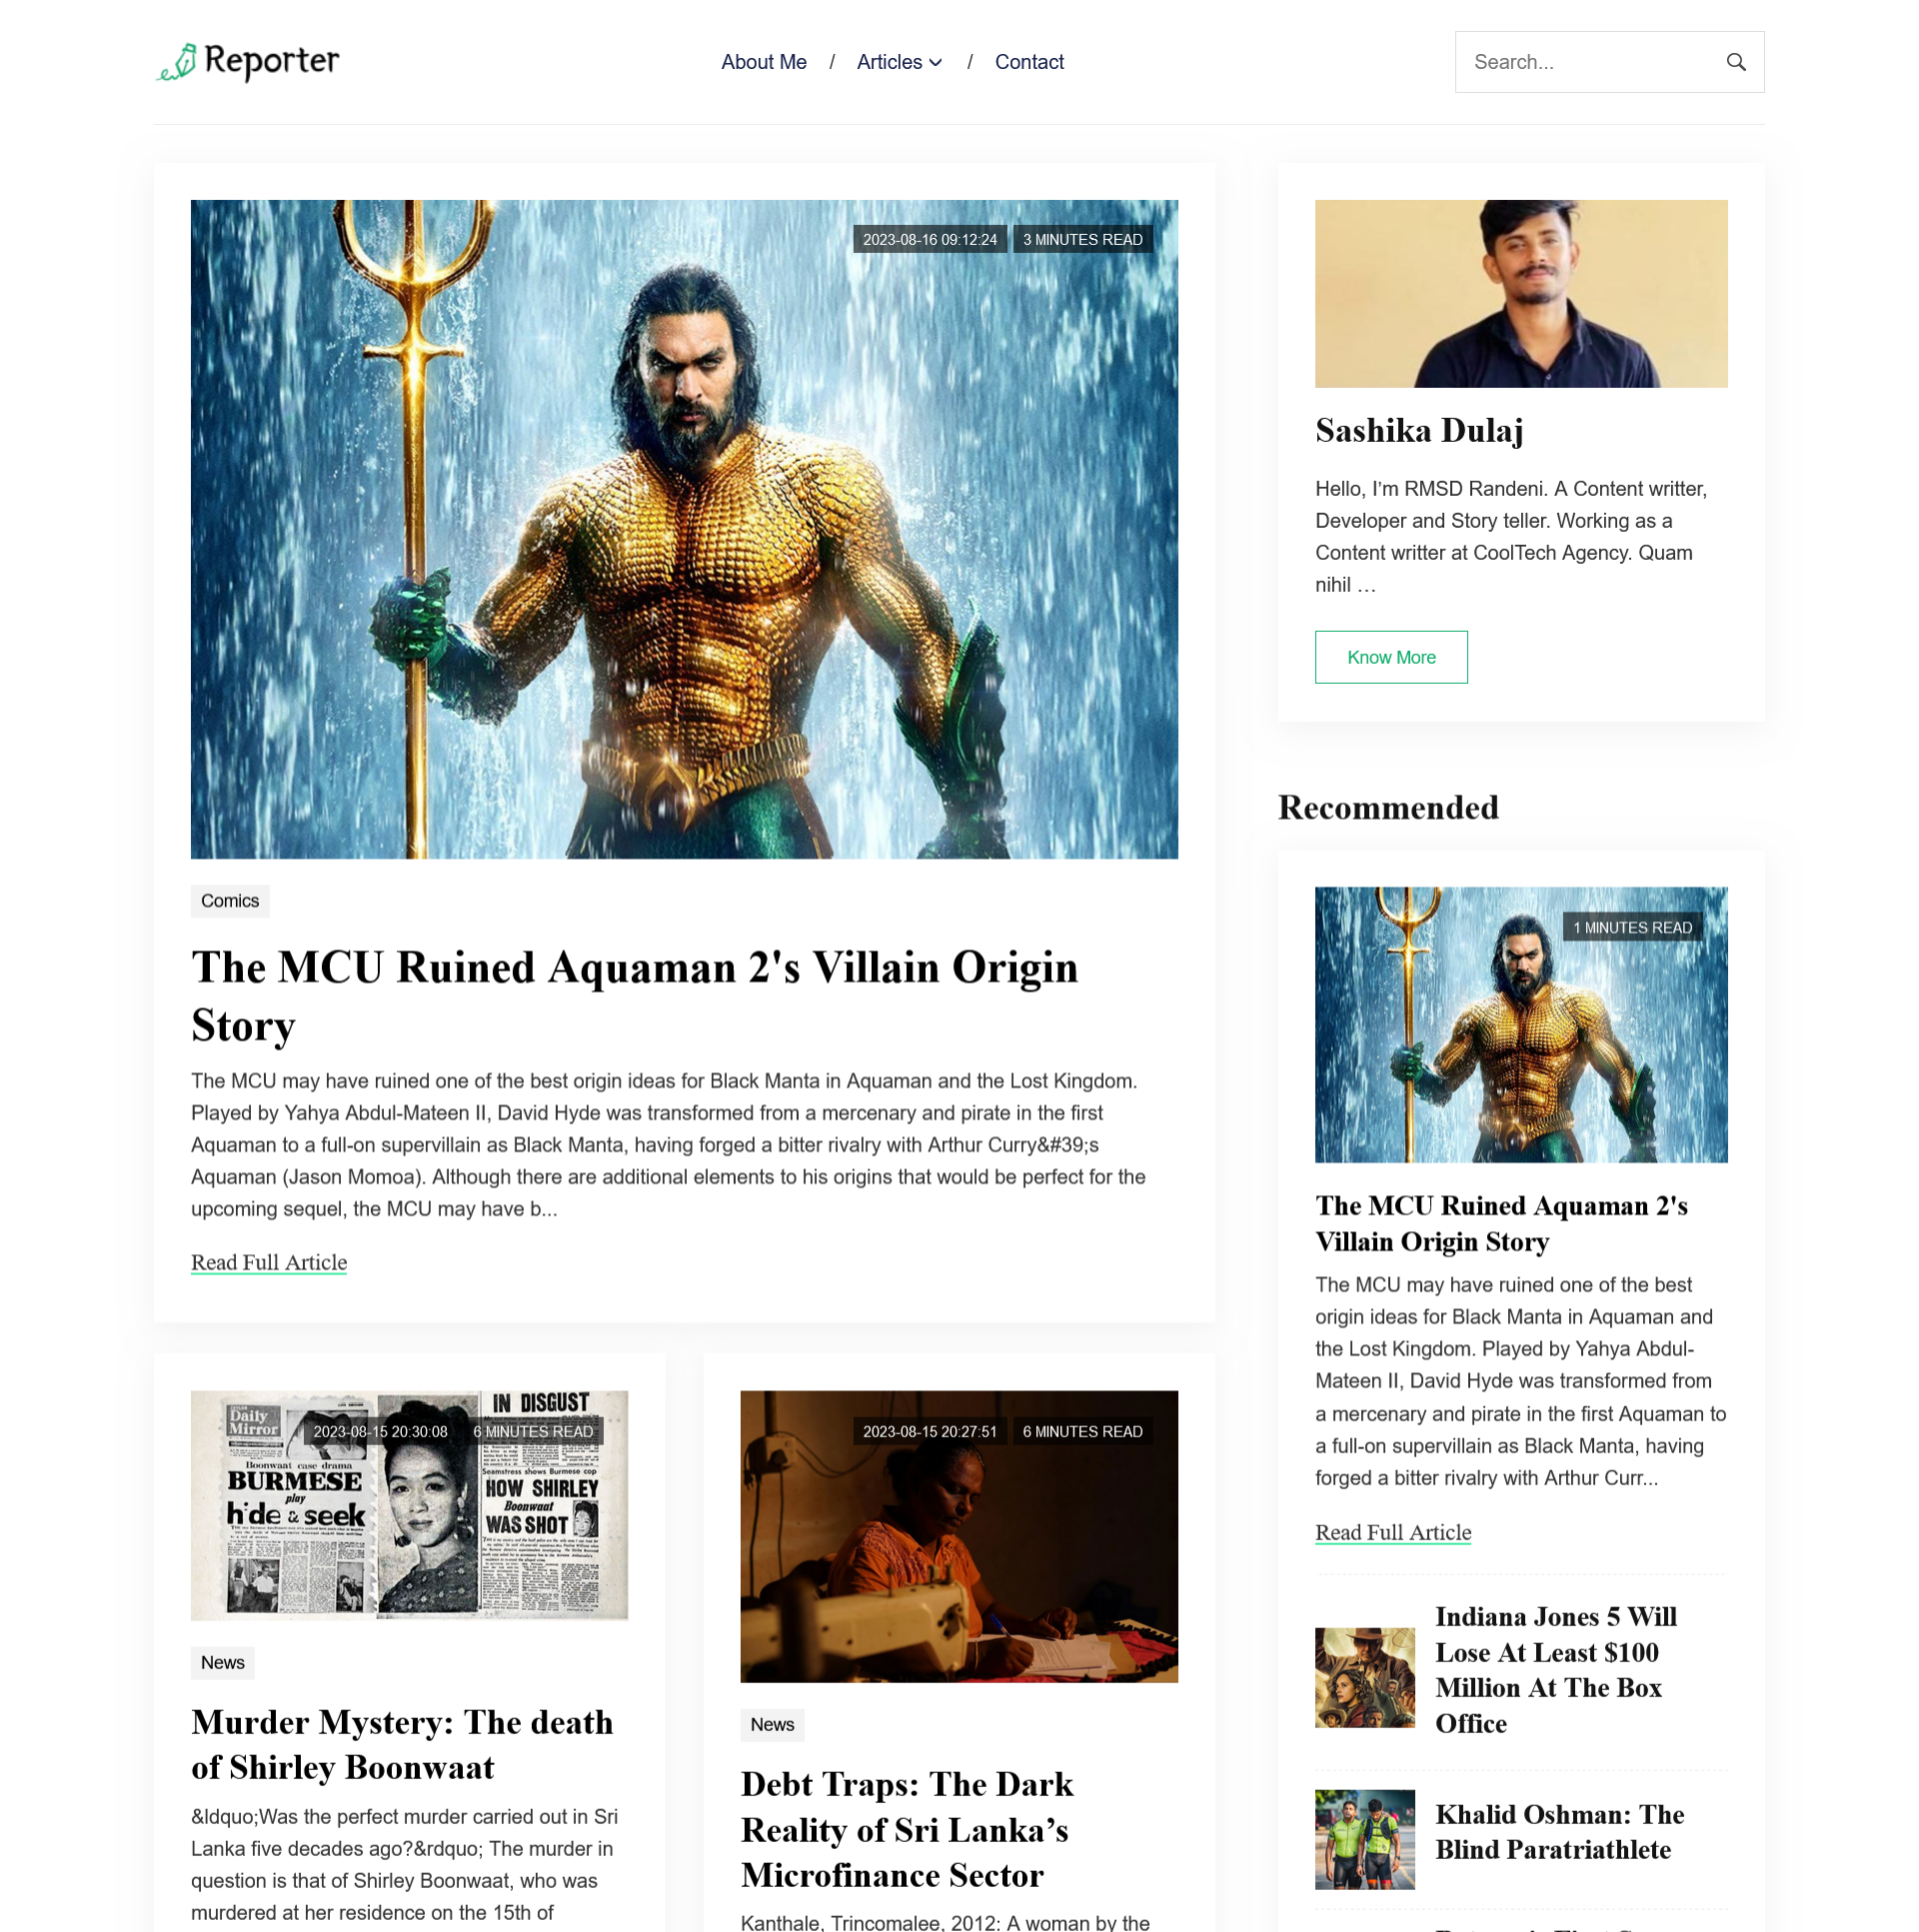 Reporter
About Me / Articles / Contact
Search...
2023-08-16 09:12:24 3 MINUTES READ
Comics
The MCU Ruined Aquaman 2's Villain Origin
Story
The MCU may have ruined one of the best origin ideas for Black Manta in Aquaman and the Lost Kingdom.
Played by Yahya Abdul-Mateen II, David Hyde was transformed from a mercenary and pirate in the first
Aquaman to a full-on supervillain as Black Manta, having forged a bitter rivalry with Arthur Curry&#39;s
Aquaman (Jason Momoa). Although there are additional elements to his origins that would be perfect for the
upcoming sequel, the MCU may have b...
Read Full Article
Daily
Mirror
Boonwaat case drama
BURMESE
play
hide & seek
IN DISGUST
Seamstress shows Burmese cop
HOW SHIRLEY
Boonwaat
WAS SHOT
2023-08-15 20:30:08 6 MINUTES READ
News
Murder Mystery: The death
of Shirley Boonwaat
&ldquo;Was the perfect murder carried out in Sri
Lanka five decades ago?&rdquo; The murder in
question is that of Shirley Boonwaat, who was
murdered at her residence on the 15th of
2023-08-15 20:27:51 6 MINUTES READ
News
Debt Traps: The Dark
Reality of Sri Lanka’s
Microfinance Sector
Kanthale, Trincomalee, 2012: A woman by the
Sashika Dulaj
Hello, I’m RMSD Randeni. A Content writter,
Developer and Story teller. Working as a
Content writter at CoolTech Agency. Quam
nihil …
Know More
Recommended
1 MINUTES READ
The MCU Ruined Aquaman 2's
Villain Origin Story
The MCU may have ruined one of the best
origin ideas for Black Manta in Aquaman and
the Lost Kingdom. Played by Yahya Abdul-
Mateen II, David Hyde was transformed from
a mercenary and pirate in the first Aquaman to
a full-on supervillain as Black Manta, having
forged a bitter rivalry with Arthur Curr...
Read Full Article
Indiana Jones 5 Will
Lose At Least $100
Million At The Box
Office
Khalid Oshman: The
Blind Paratriathlete